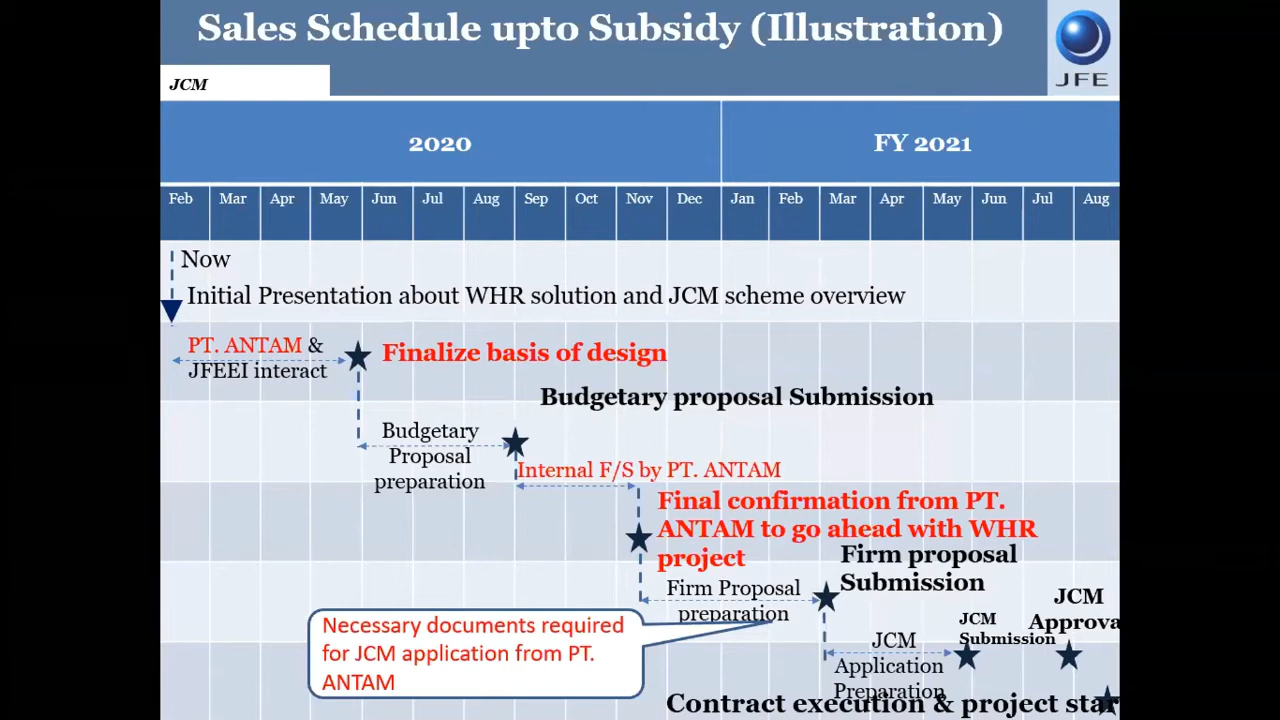 Sales Schedule upto Subsidy (Illustration)
JFE
JCM
2020
FY 2021
Feb Mar Apr May Jun Jul Aug Sep Oct Nov Dec Jan Feb Mar Apr May Jun Jul Aug
Now
Initial Presentation about WHR solution and JCM scheme overview
PT. ANTAM &
JFEEI interact
Finalize basis of design
Budgetary proposal Submission
Budgetary
Proposal
preparation
Internal F/S by PT. ANTAM
Final confirmation from PT.
ANTAM to go ahead with WHR
project
Firm proposal
Submission
Firm Proposal
preparation
Necessary documents required
for JCM application from PT.
ANTAM
JCM
Application
Preparation
JCM
Submission
JCM
Approva
Contract execution & project star